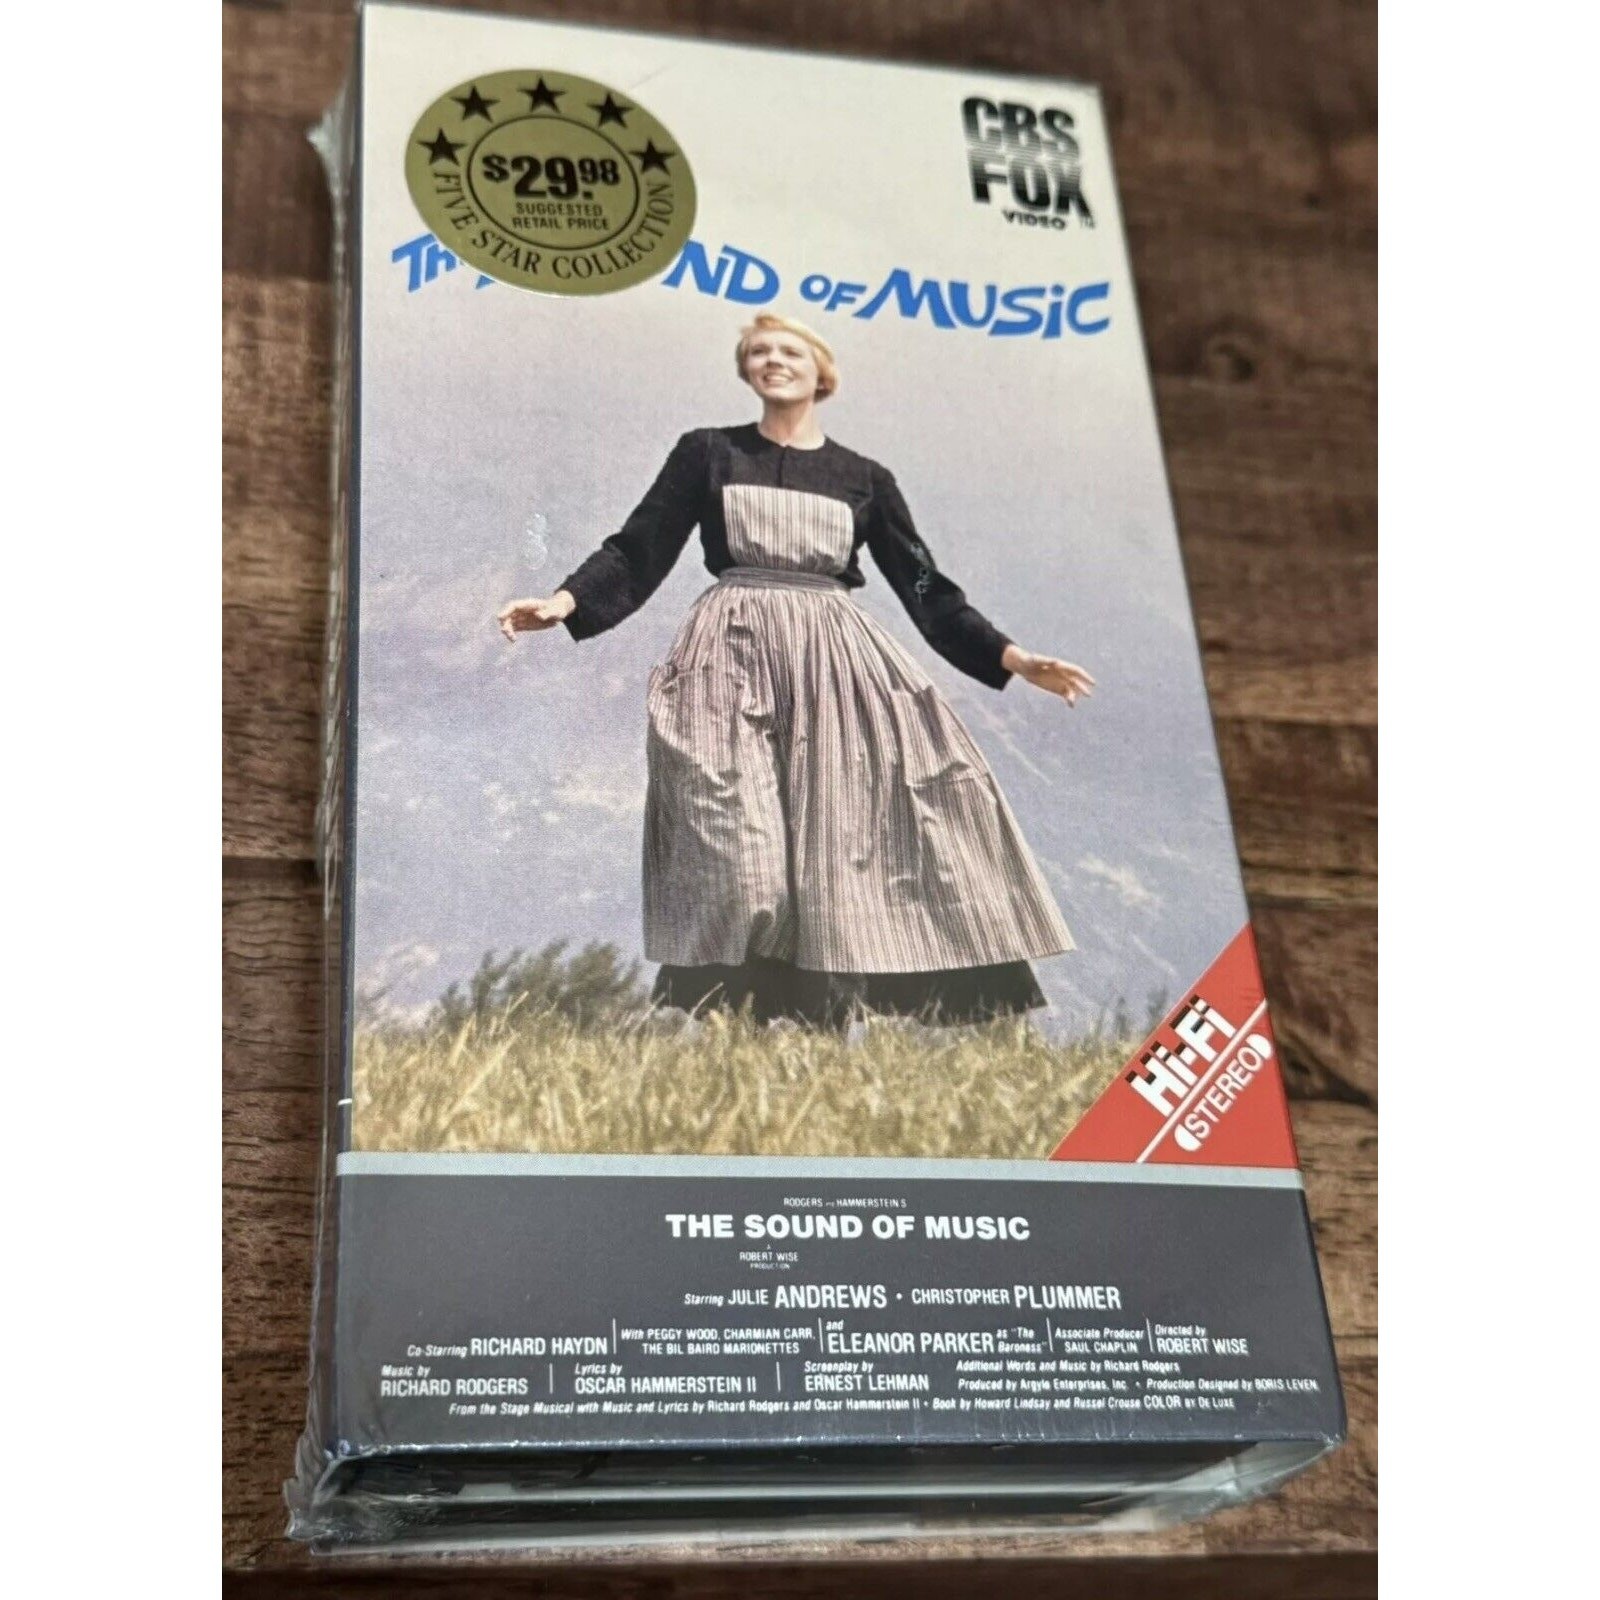 $29.98
SUGGESTED
RETAIL PRICE
FIVE STAR COLLECTION
CBS
FOX
VIDEO TM
ND OF MUSiC
Hi-Fi
STEREO
RODGERS AND HAMMERSTEIN'S
THE SOUND OF MUSIC
A
ROBERT WISE
PRODUCTION
Starring JULIE ANDREWS • CHRISTOPHER PLUMMER
Co-Starring RICHARD HAYDN | With PEGGY WOOD, CHARMIAN CARR, THE BIL BAIRD MARIONETTES | and ELEANOR PARKER as "The Baroness" | Associate Producer SAUL CHAPLIN | Directed by ROBERT WISE
Music by RICHARD RODGERS | Lyrics by OSCAR HAMMERSTEIN II | Screenplay by ERNEST LEHMAN Additional Words and Music by Richard Rodgers
Produced by Argyle Enterprises, Inc. • Production Designed by BORIS LEVEN
From the Stage Musical with Music and Lyrics by Richard Rodgers and Oscar Hammerstein II • Book by Howard Lindsay and Russel Crouse COLOR BY DE LUXE